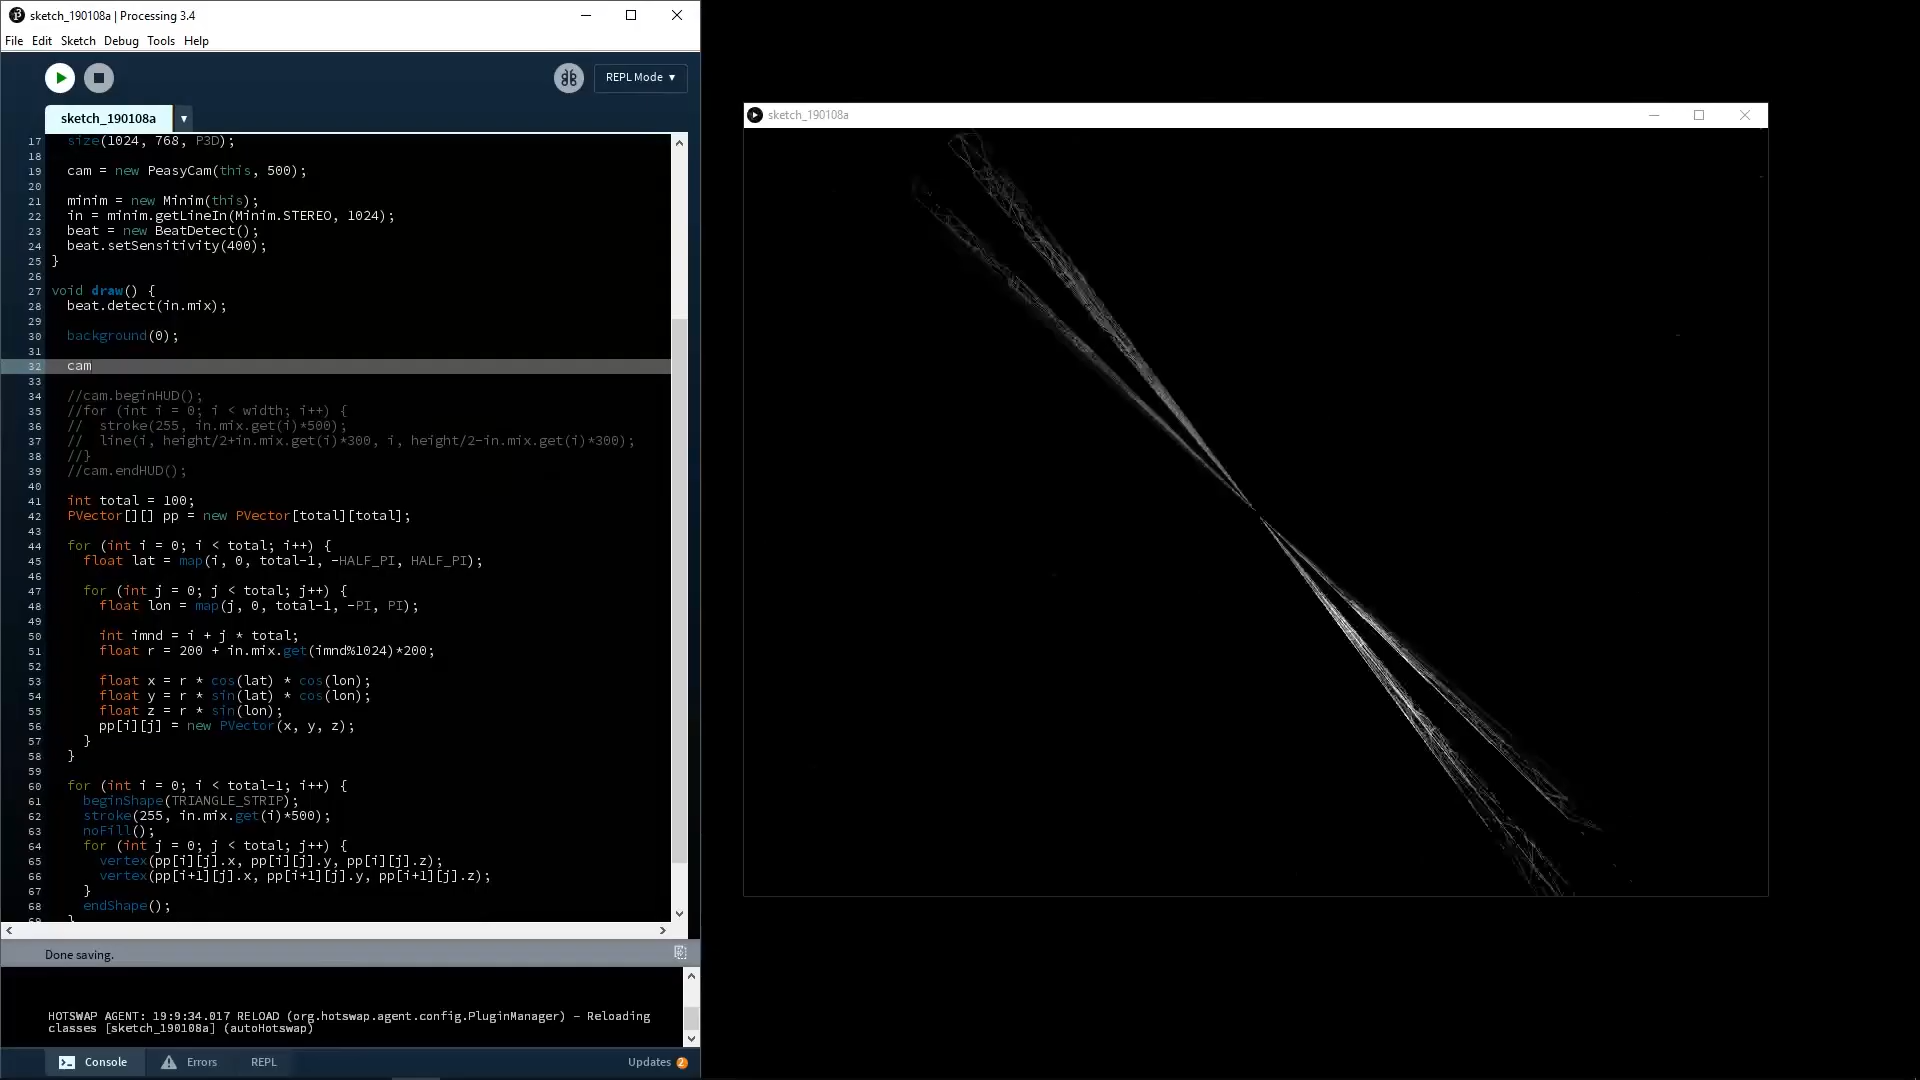 sketch_190108a | Processing 3.4
File Edit Sketch Debug Tools Help
REPL Mode ▼
sketch_190108a ▼
17 size(1024, 768, P3D);
18
19 cam = new PeasyCam(this, 500);
20
21 minim = new Minim(this);
22 in = minim.getLineIn(Minim.STEREO, 1024);
23 beat = new BeatDetect();
24 beat.setSensitivity(400);
25 }
26
27 void draw() {
28 beat.detect(in.mix);
29
30 background(0);
31
32 cam
33
34 //cam.beginHUD();
35 //for (int i = 0; i < width; i++) {
36 //  stroke(255, in.mix.get(i)*500);
37 //  line(i, height/2+in.mix.get(i)*300, i, height/2-in.mix.get(i)*300);
38 //}
39 //cam.endHUD();
40
41 int total = 100;
42 PVector[][] pp = new PVector[total][total];
43
44 for (int i = 0; i < total; i++) {
45 float lat = map(i, 0, total-1, -HALF_PI, HALF_PI);
46
47 for (int j = 0; j < total; j++) {
48 float lon = map(j, 0, total-1, -PI, PI);
49
50 int imnd = i + j * total;
51 float r = 200 + in.mix.get(imnd%1024)*200;
52
53 float x = r * cos(lat) * cos(lon);
54 float y = r * sin(lat) * cos(lon);
55 float z = r * sin(lon);
56 pp[i][j] = new PVector(x, y, z);
57 }
58 }
59
60 for (int i = 0; i < total-1; i++) {
61 beginShape(TRIANGLE_STRIP);
62 stroke(255, in.mix.get(i)*500);
63 noFill();
64 for (int j = 0; j < total; j++) {
65 vertex(pp[i][j].x, pp[i][j].y, pp[i][j].z);
66 vertex(pp[i+1][j].x, pp[i+1][j].y, pp[i+1][j].z);
67 }
68 endShape();
69 }
Done saving.
HOTSWAP AGENT: 19:9:34.017 RELOAD (org.hotswap.agent.config.PluginManager) - Reloading
classes [sketch_190108a] (autoHotswap)
Console Errors REPL Updates 2
sketch_190108a